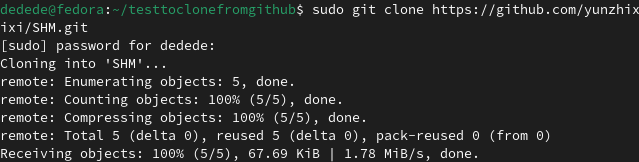 dedede@fedora:~/testtoclonefromgithub$ sudo git clone https://github.com/yunzhix
ixi/SHM.git
[sudo] password for dedede:
Cloning into 'SHM'...
remote: Enumerating objects: 5, done.
remote: Counting objects: 100% (5/5), done.
remote: Compressing objects: 100% (5/5), done.
remote: Total 5 (delta 0), reused 5 (delta 0), pack-reused 0 (from 0)
Receiving objects: 100% (5/5), 67.69 KiB | 1.78 MiB/s, done.